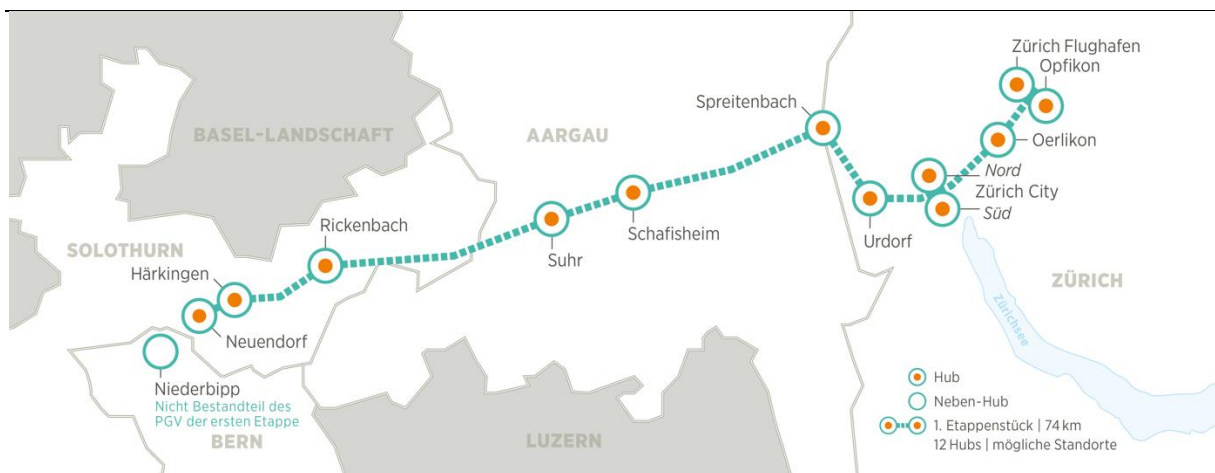 Zürich Flughafen
Opfikon
Spreitenbach
BASEL-LANDSCHAFT
AARGAU
Oerlikon
Nord
Zürich City
Süd
Rickenbach
Schafisheim
Urdorf
SOLOTHURN
Suhr
Härkingen
ZÜRICH
Zürichsee
Neuendorf
Niederbipp
Nicht Bestandteil des
PGV der ersten Etappe
BERN
LUZERN
Hub
Neben-Hub
1. Etappenstück | 74 km
12 Hubs | mögliche Standorte